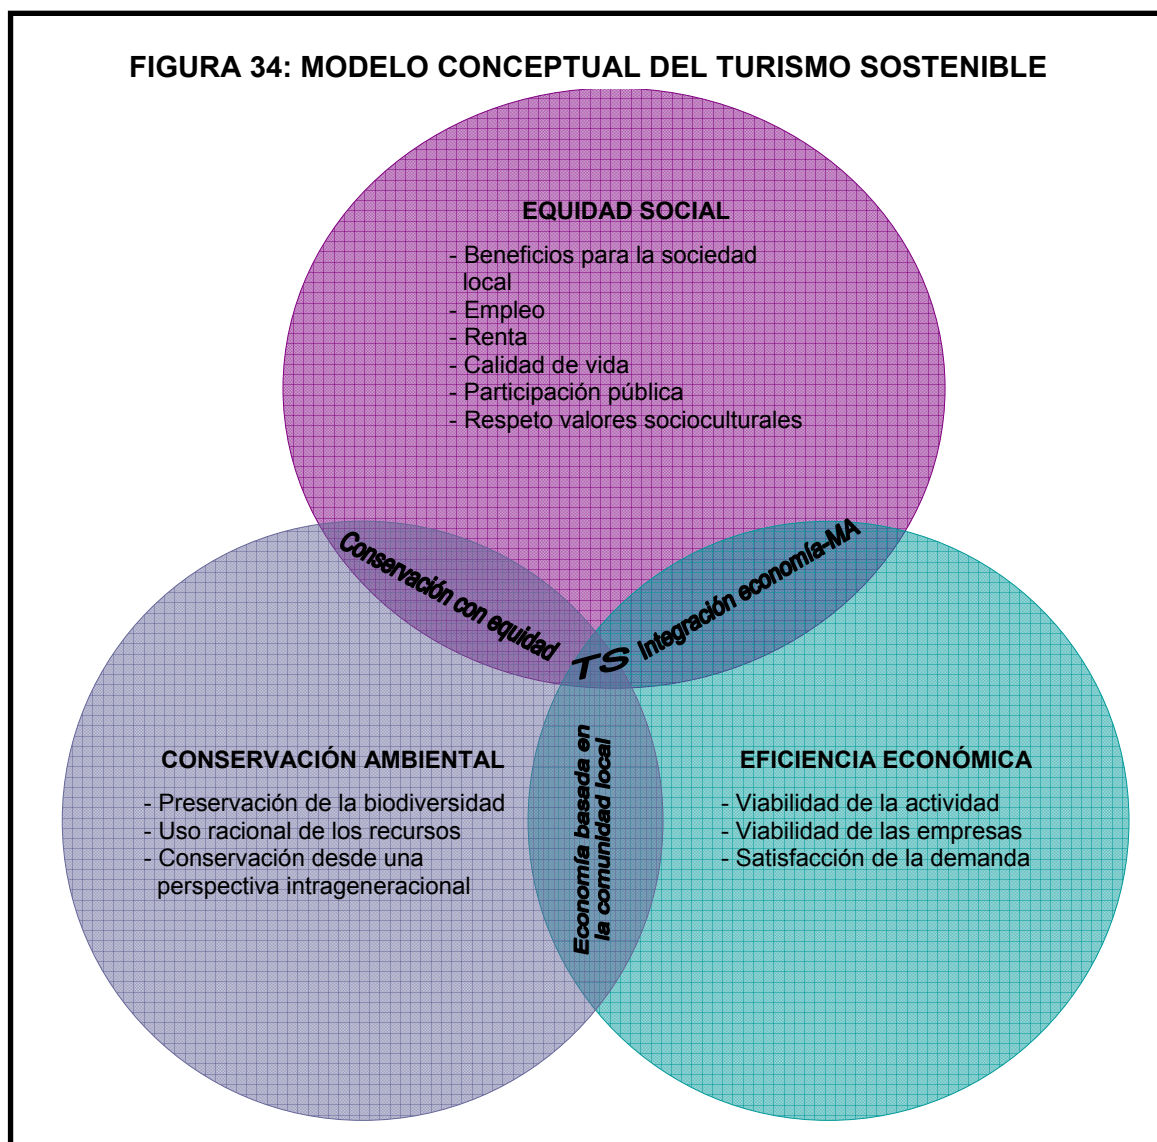 FIGURA 34: MODELO CONCEPTUAL DEL TURISMO SOSTENIBLE
EQUIDAD SOCIAL
- Beneficios para la sociedad
local
- Empleo
- Renta
- Calidad de vida
- Participación pública
- Respeto valores socioculturales
Conservación con equidad
Integración economía-MA
TS
Economía basada en
la comunidad local
CONSERVACIÓN AMBIENTAL
- Preservación de la biodiversidad
- Uso racional de los recursos
- Conservación desde una
perspectiva intrageneracional
EFICIENCIA ECONÓMICA
- Viabilidad de la actividad
- Viabilidad de las empresas
- Satisfacción de la demanda